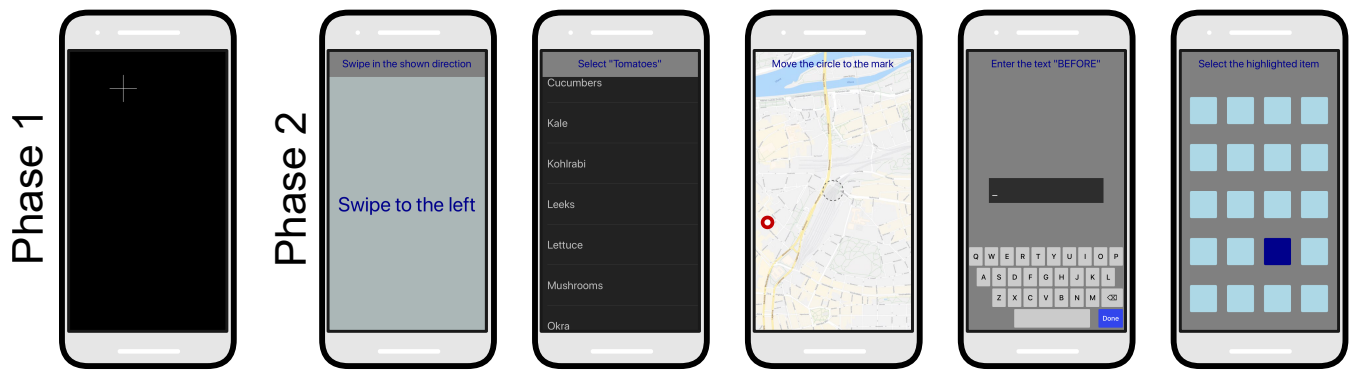 Phase 1
Phase 2
Swipe in the shown direction
Swipe to the left
Select "Tomatoes"
Cucumbers
Kale
Kohlrabi
Leeks
Lettuce
Mushrooms
Okra
Move the circle to the mark
Enter the text "BEFORE"
_
Q W E R T Y U I O P
A S D F G H J K L
Z X C V B N M ⌫
Done
Select the highlighted item